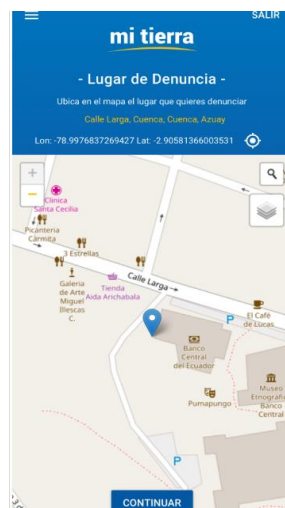 SALIR
mi tierra
- Lugar de Denuncia -
Ubica en el mapa el lugar que quieres denunciar
Calle Larga, Cuenca, Cuenca, Azuay
Lon: -78.9976837269427 Lat: -2.90581366003531
+
−
Clínica
Santa Cecilia
Picantería
Carmita
3 Estrellas
Galería
de Arte
Miguel
Illescas
C.
Tienda
Aida Arichabala
Calle Larga
El Café
de Lucas
P
Banco
Central
del Ecuador
Museo
Etnográfi
Banco
Central
Pumapungo
P
CONTINUAR